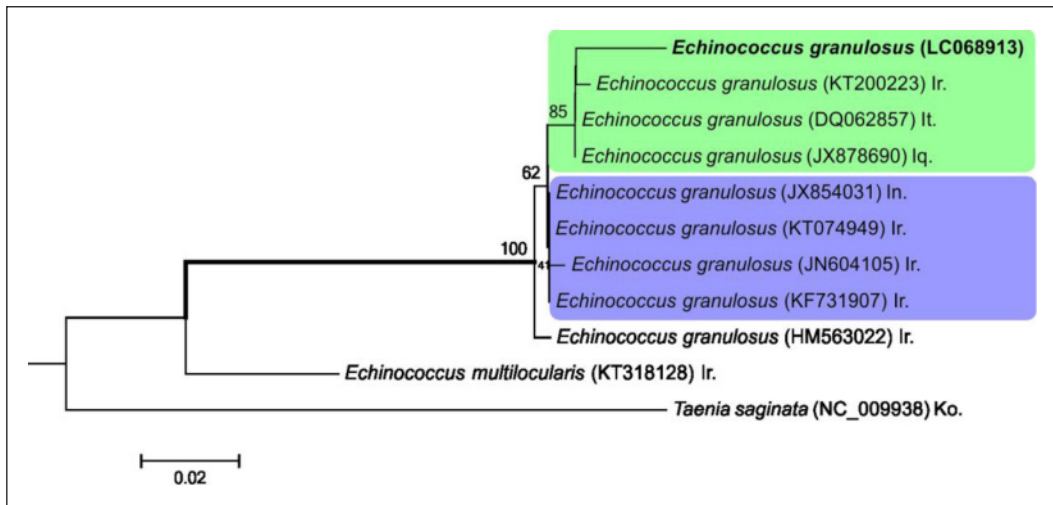 Echinococcus granulosus (LC068913)
Echinococcus granulosus (KT200223) Ir.
85
Echinococcus granulosus (DQ062857) It.
Echinococcus granulosus (JX878690) Iq.
62
Echinococcus granulosus (JX854031) In.
Echinococcus granulosus (KT074949) Ir.
100
41
Echinococcus granulosus (JN604105) Ir.
Echinococcus granulosus (KF731907) Ir.
Echinococcus granulosus (HM563022) Ir.
Echinococcus multilocularis (KT318128) Ir.
Taenia saginata (NC_009938) Ko.
0.02